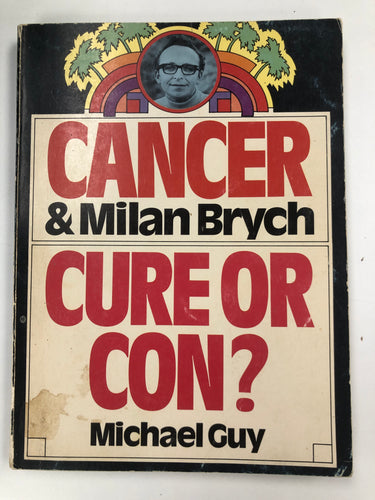 CANCER
& Milan Brych
CURE OR
CON?
Michael Guy